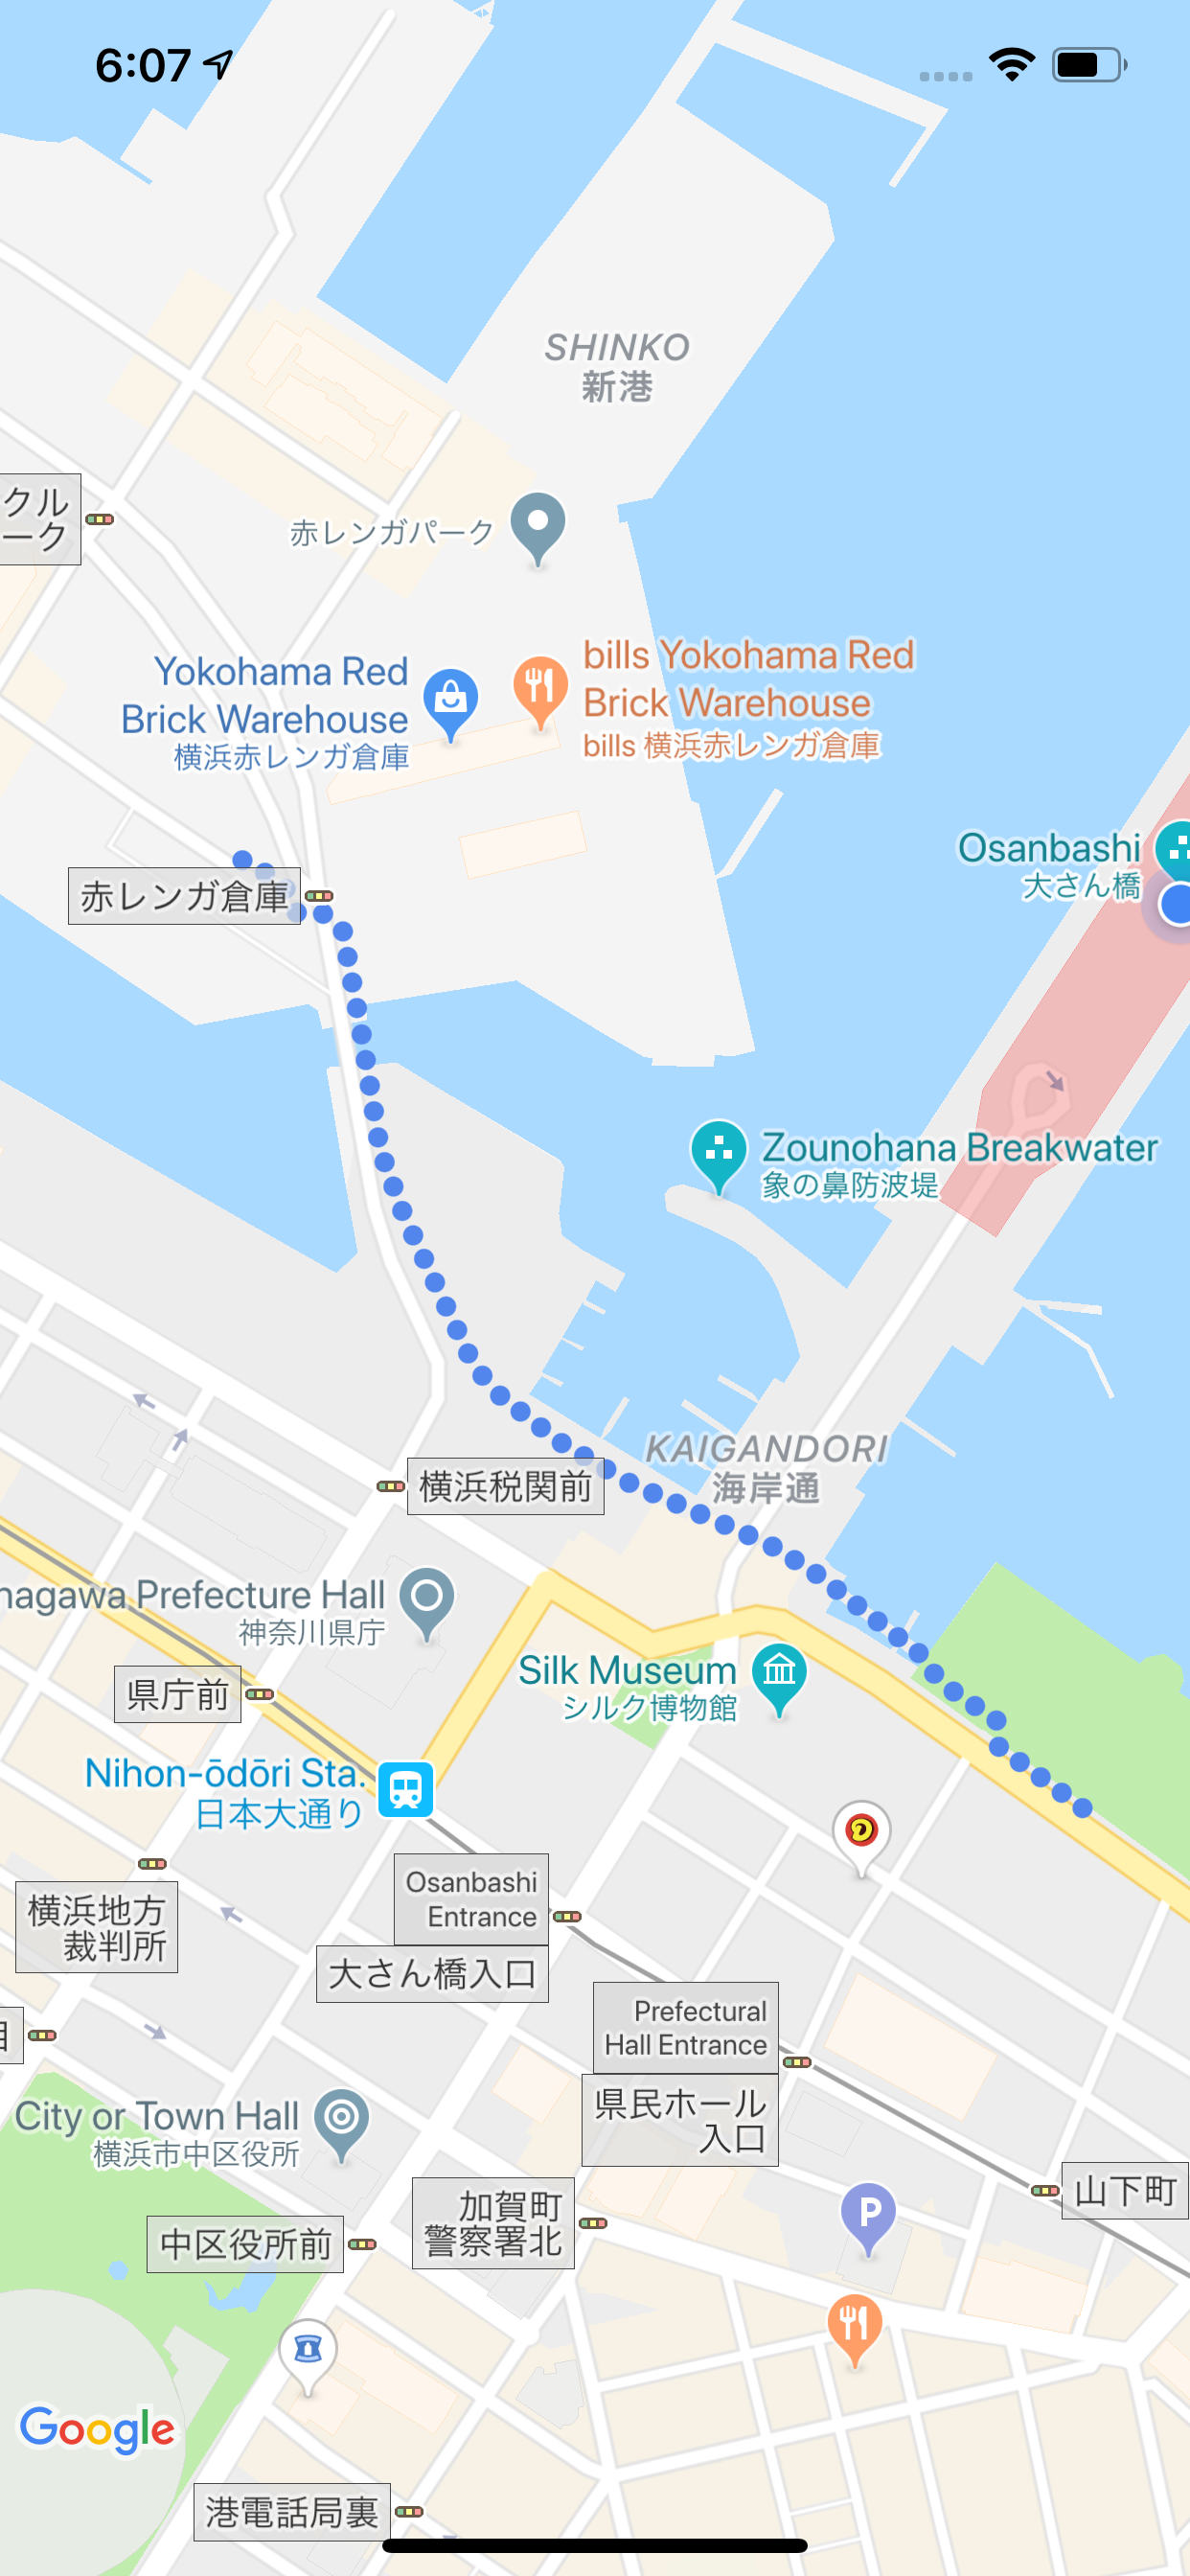 6:07
SHINKO
新港
クル
ーク
赤レンガパーク
bills Yokohama Red
Brick Warehouse
bills 横浜赤レンガ倉庫
Yokohama Red
Brick Warehouse
横浜赤レンガ倉庫
Osanbashi
大さん橋
赤レンガ倉庫
Zounohana Breakwater
象の鼻防波堤
KAIGANDORI
海岸通
横浜税関前
nagawa Prefecture Hall
神奈川県庁
Silk Museum
シルク博物館
県庁前
Nihon-ōdōri Sta.
日本大通り
Osanbashi
Entrance
大さん橋入口
横浜地方
裁判所
Prefectural
Hall Entrance
県民ホール
入口
City or Town Hall
横浜市中区役所
山下町
加賀町
警察署北
P
中区役所前
Google
港電話局裏